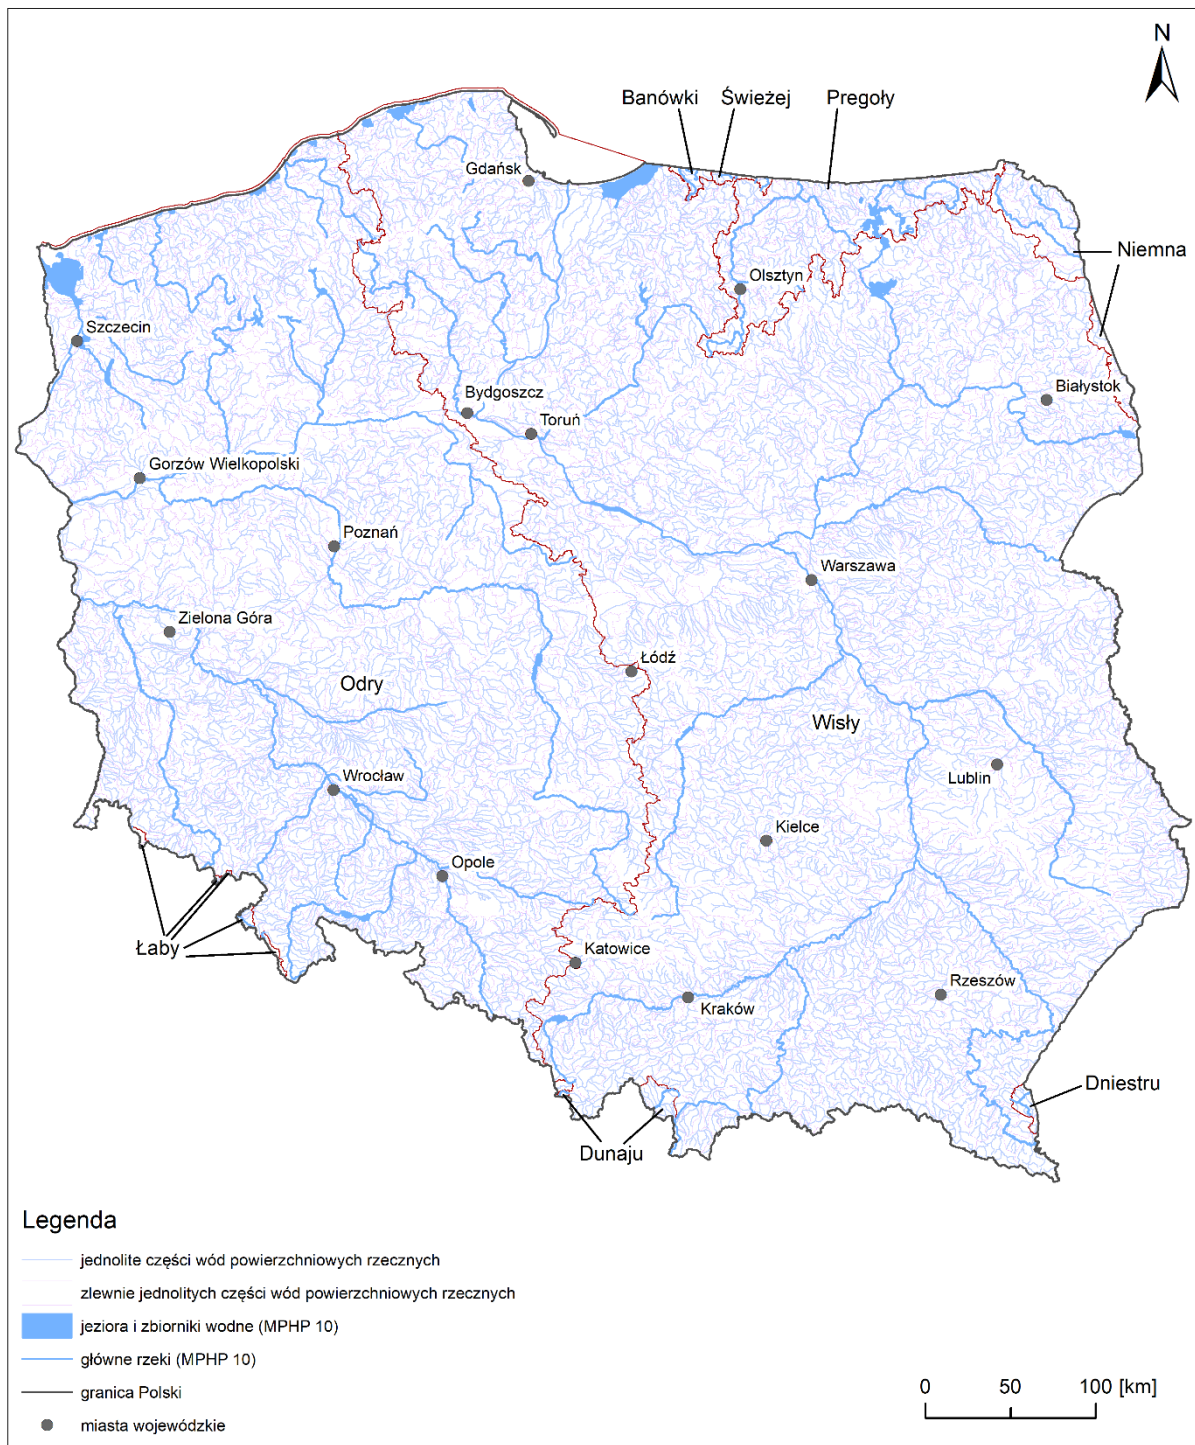 N
Banówki
Świeżej
Pregoły
Gdańsk
Niemna
Olsztyn
Szczecin
Białystok
Bydgoszcz
Toruń
Gorzów Wielkopolski
Poznań
Warszawa
Zielona Góra
Łódź
Odry
Wisły
Wrocław
Lublin
Kielce
Opole
Łaby
Katowice
Rzeszów
Kraków
Dniestru
Dunaju
Legenda
jednolite części wód powierzchniowych rzecznych
zlewnie jednolitych części wód powierzchniowych rzecznych
jeziora i zbiorniki wodne (MPHP 10)
główne rzeki (MPHP 10)
granica Polski
miasta wojewódzkie
0 50 100 [km]